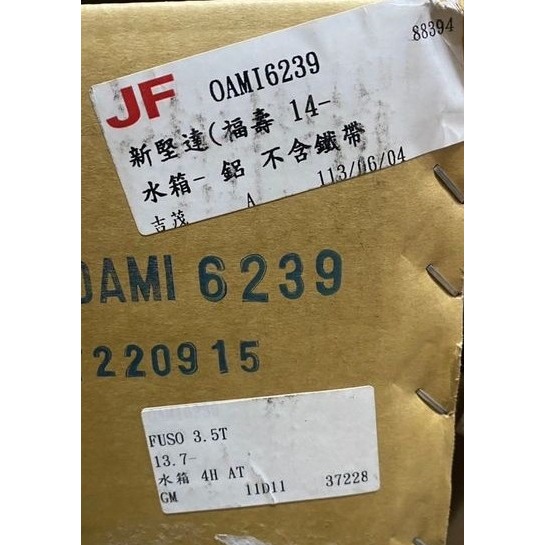 JF OAMI6239 88394
新堅達(福壽 14-
水箱- 鋁 不含鐵帶
吉茂 A 113/06/04
OAMI 6239
220915
FUSO 3.5T
13.7-
水箱 4H AT
GM 11D11 37228